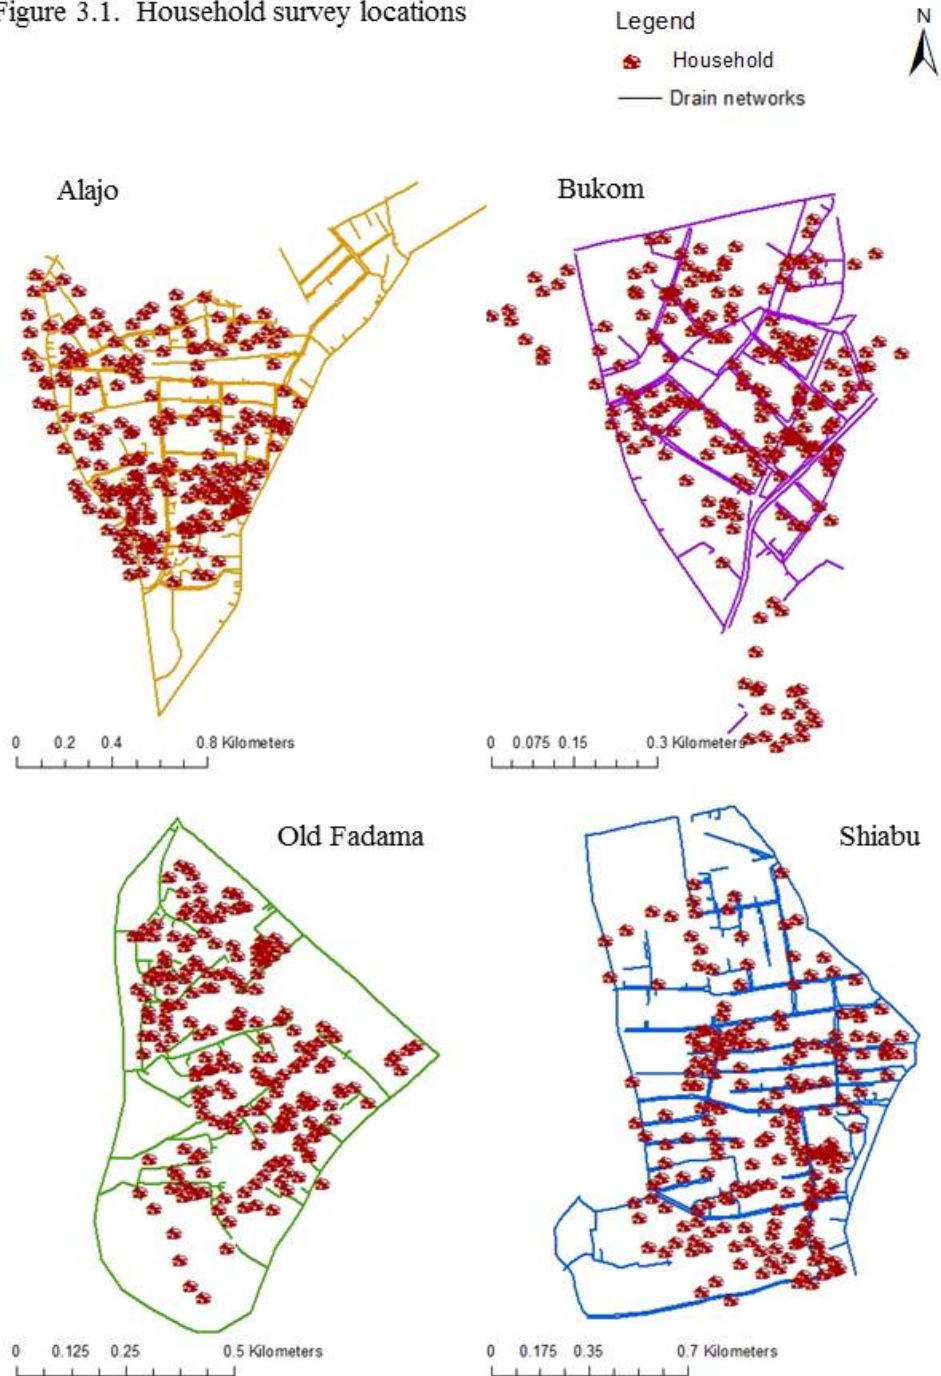 Figure 3.1. Household survey locations
Legend
N
Household
Drain networks
Alajo
Bukom
0 0.2 0.4 0.8 Kilometers
0 0.075 0.15 0.3 Kilometers
Old Fadama
Shiabu
0 0.125 0.25 0.5 Kilometers
0 0.175 0.35 0.7 Kilometers